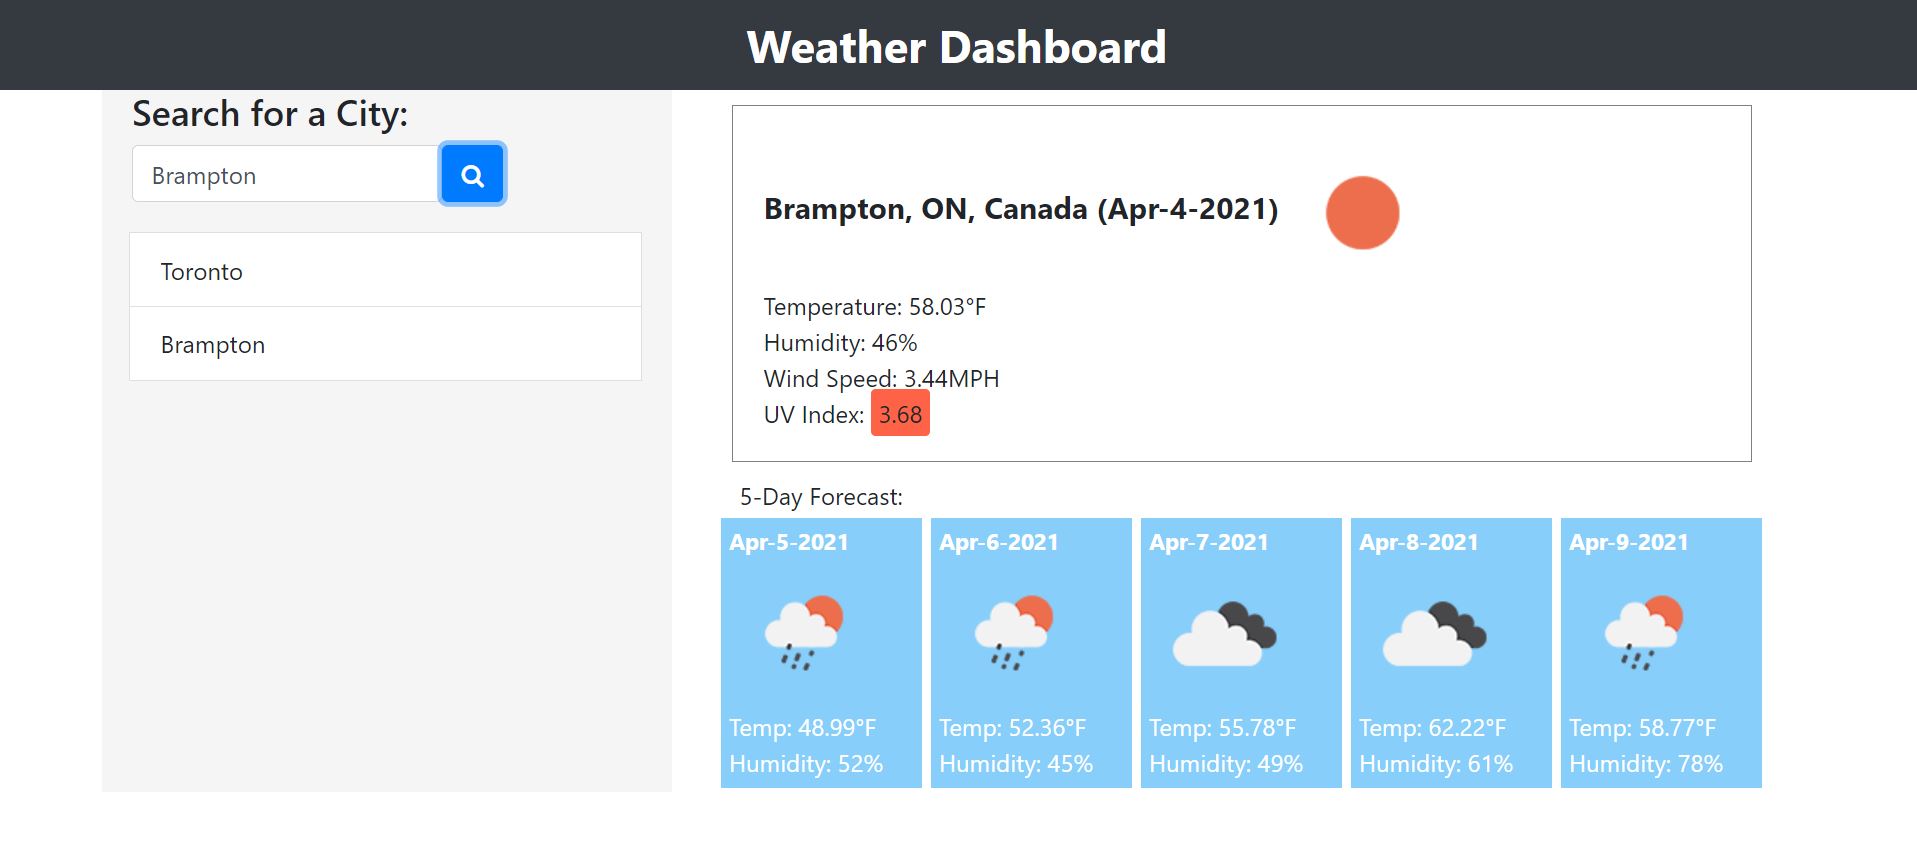 Weather Dashboard
Search for a City:
Brampton
Toronto
Brampton
Brampton, ON, Canada (Apr-4-2021)
Temperature: 58.03°F
Humidity: 46%
Wind Speed: 3.44MPH
UV Index: 3.68
5-Day Forecast:
Apr-5-2021
Temp: 48.99°F
Humidity: 52%
Apr-6-2021
Temp: 52.36°F
Humidity: 45%
Apr-7-2021
Temp: 55.78°F
Humidity: 49%
Apr-8-2021
Temp: 62.22°F
Humidity: 61%
Apr-9-2021
Temp: 58.77°F
Humidity: 78%